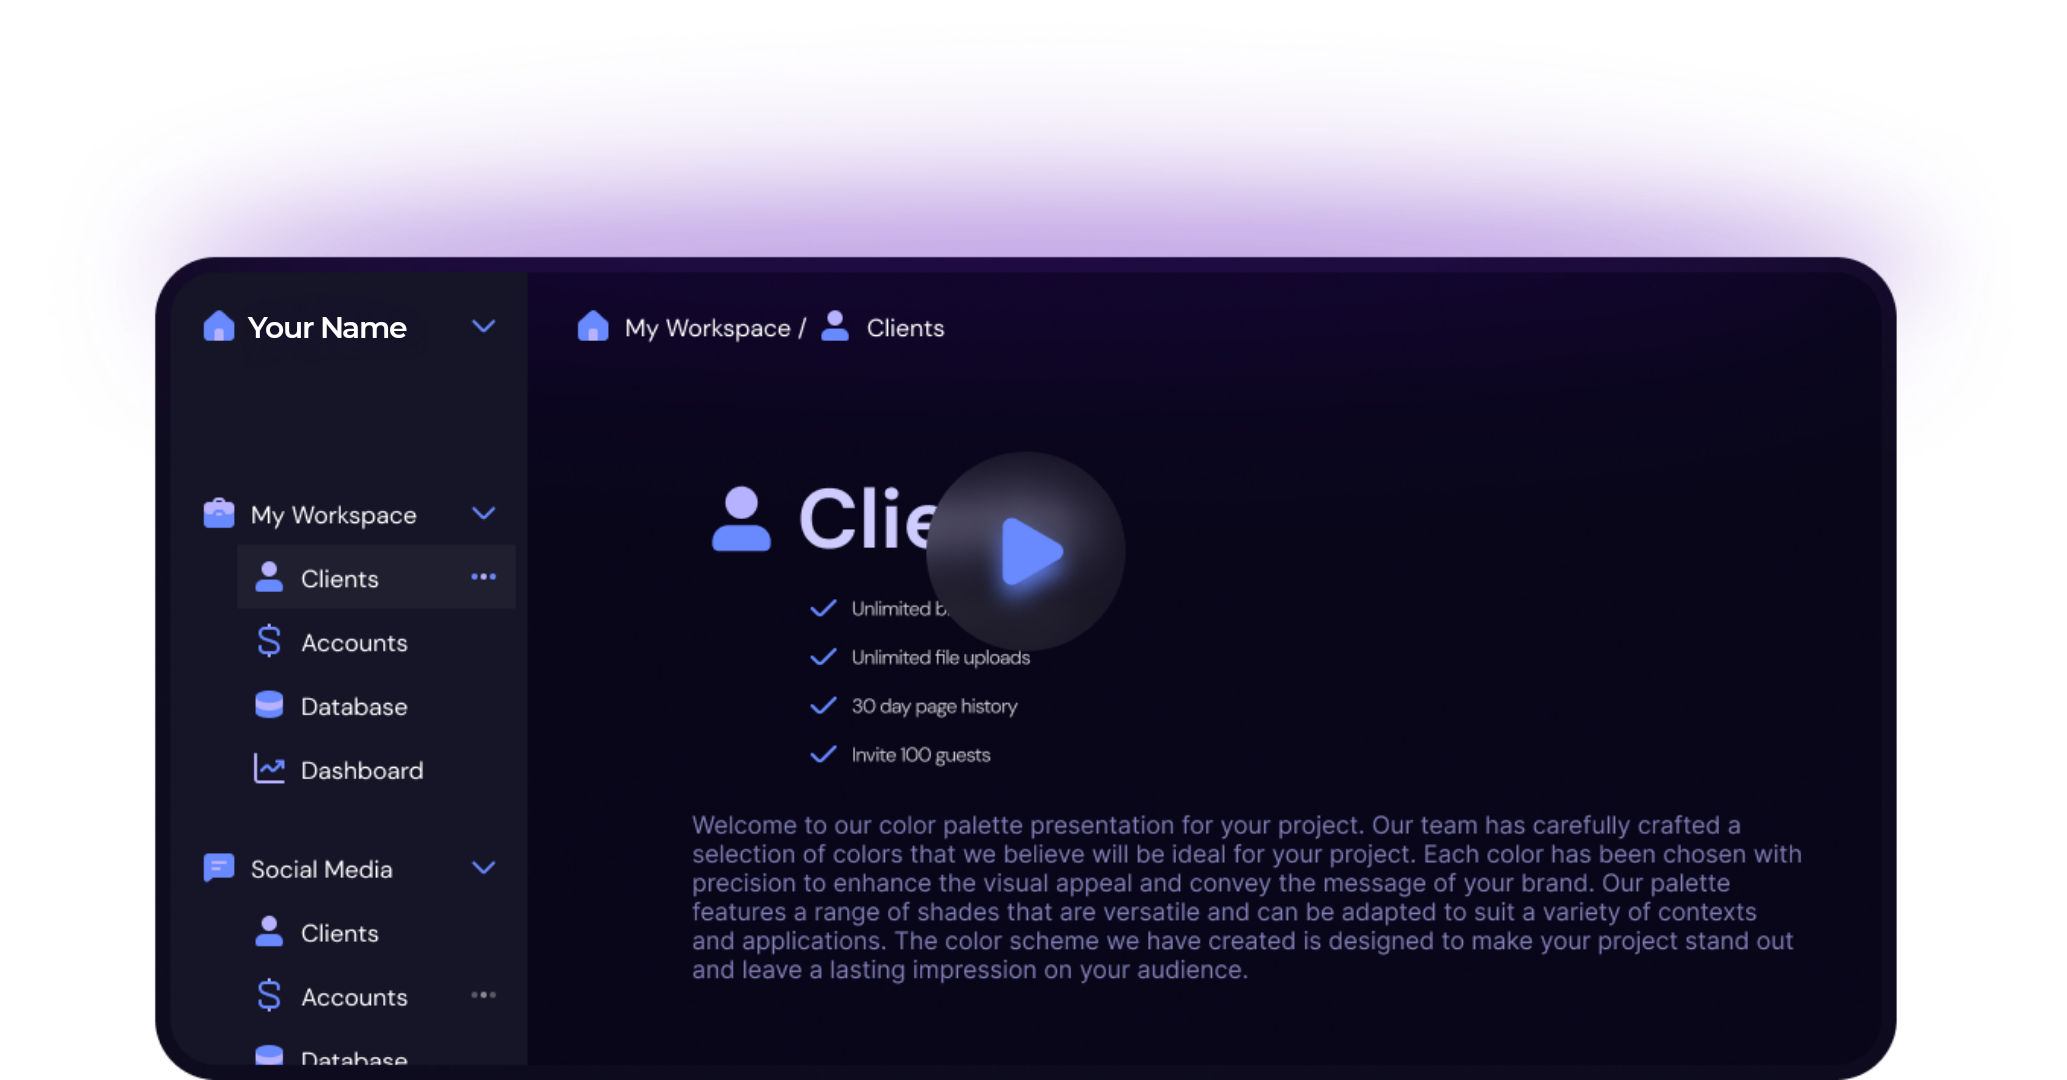 Your Name
My Workspace
Clients
Accounts
Database
Dashboard
Social Media
Clients
Accounts
Database
My Workspace / Clients
Unlimited
Unlimited file uploads
30 day page history
Invite 100 guests
Welcome to our color palette presentation for your project. Our team has carefully crafted a
selection of colors that we believe will be ideal for your project. Each color has been chosen with
precision to enhance the visual appeal and convey the message of your brand. Our palette
features a range of shades that are versatile and can be adapted to suit a variety of contexts
and applications. The color scheme we have created is designed to make your project stand out
and leave a lasting impression on your audience.